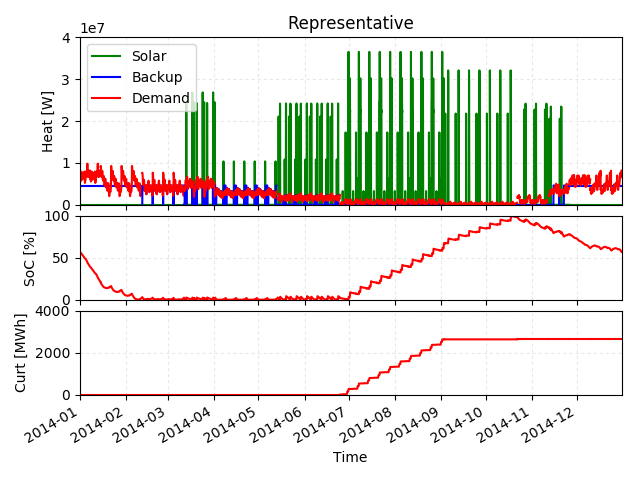 Representative
1e7
4
3
2
1
0
Heat [W]
Solar
Backup
Demand
100
50
0
SoC [%]
4000
2000
0
Curt [MWh]
2014-01
2014-02
2014-03
2014-04
2014-05
2014-06
2014-07
2014-08
2014-09
2014-10
2014-11
2014-12
Time